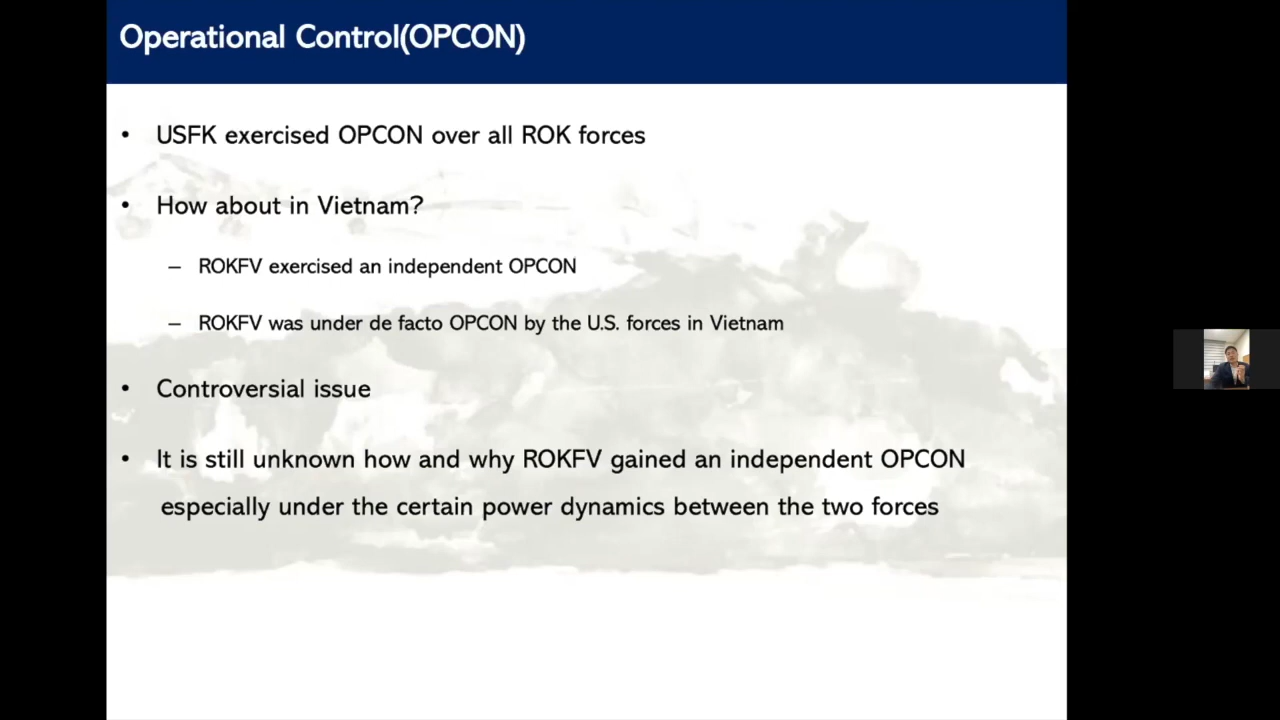 Operational Control(OPCON)
• USFK exercised OPCON over all ROK forces
• How about in Vietnam?
– ROKFV exercised an independent OPCON
– ROKFV was under de facto OPCON by the U.S. forces in Vietnam
• Controversial issue
• It is still unknown how and why ROKFV gained an independent OPCON
especially under the certain power dynamics between the two forces